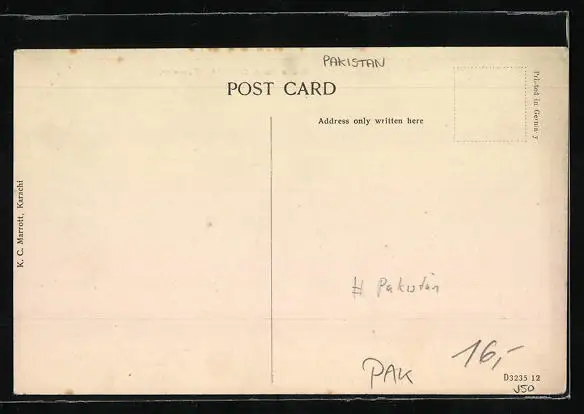 PAKISTAN
POST CARD
Address only written here
Printed in Germany
K. C. Marrott, Karachi
# Pakistan
16,-
PAK
D3235 12
J50